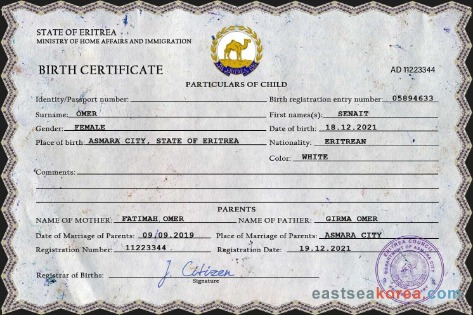 STATE OF ERITREA
MINISTRY OF HOME AFFAIRS AND IMMIGRATION
BIRTH CERTIFICATE
AD 11223344
PARTICULARS OF CHILD
Identity/Passport number: Birth registration entry number: 05894633
Surname: OMER First names(s): SENAIT
Gender: FEMALE Date of birth: 18.12.2021
Place of birth ASMARA CITY, STATE OF ERITREA Nationality: ERITREAN
Color: WHITE
Comments:
PARENTS
NAME OF MOTHER: FATIMAH OMER NAME OF FATHER: GIRMA OMER
Date of Marriage of Parents: 09/09.2019 Place of Marriage of Parents: ASMARA CITY
Registration Number: 11223344 Registration Date: 19.12.2021
Registrar of Births: J. Citizen
Signature
eastseakorea.com